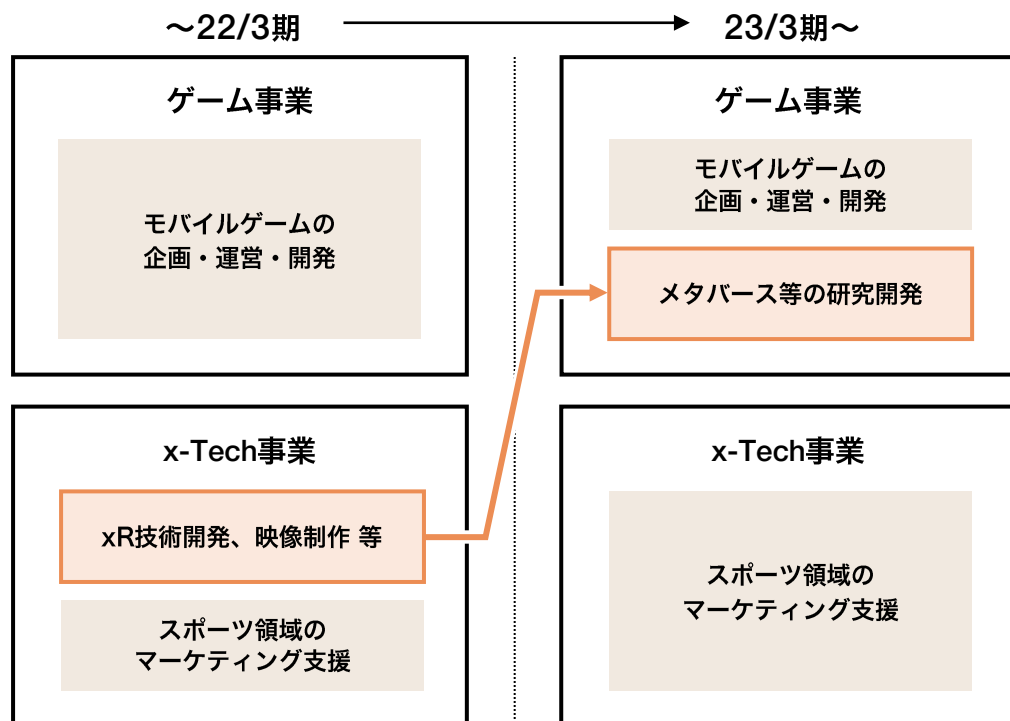 〜22/3期
23/3期〜
ゲーム事業
モバイルゲームの
企画・運営・開発
ゲーム事業
モバイルゲームの
企画・運営・開発
メタバース等の研究開発
x-Tech事業
xR技術開発、映像制作 等
スポーツ領域の
マーケティング支援
x-Tech事業
スポーツ領域の
マーケティング支援